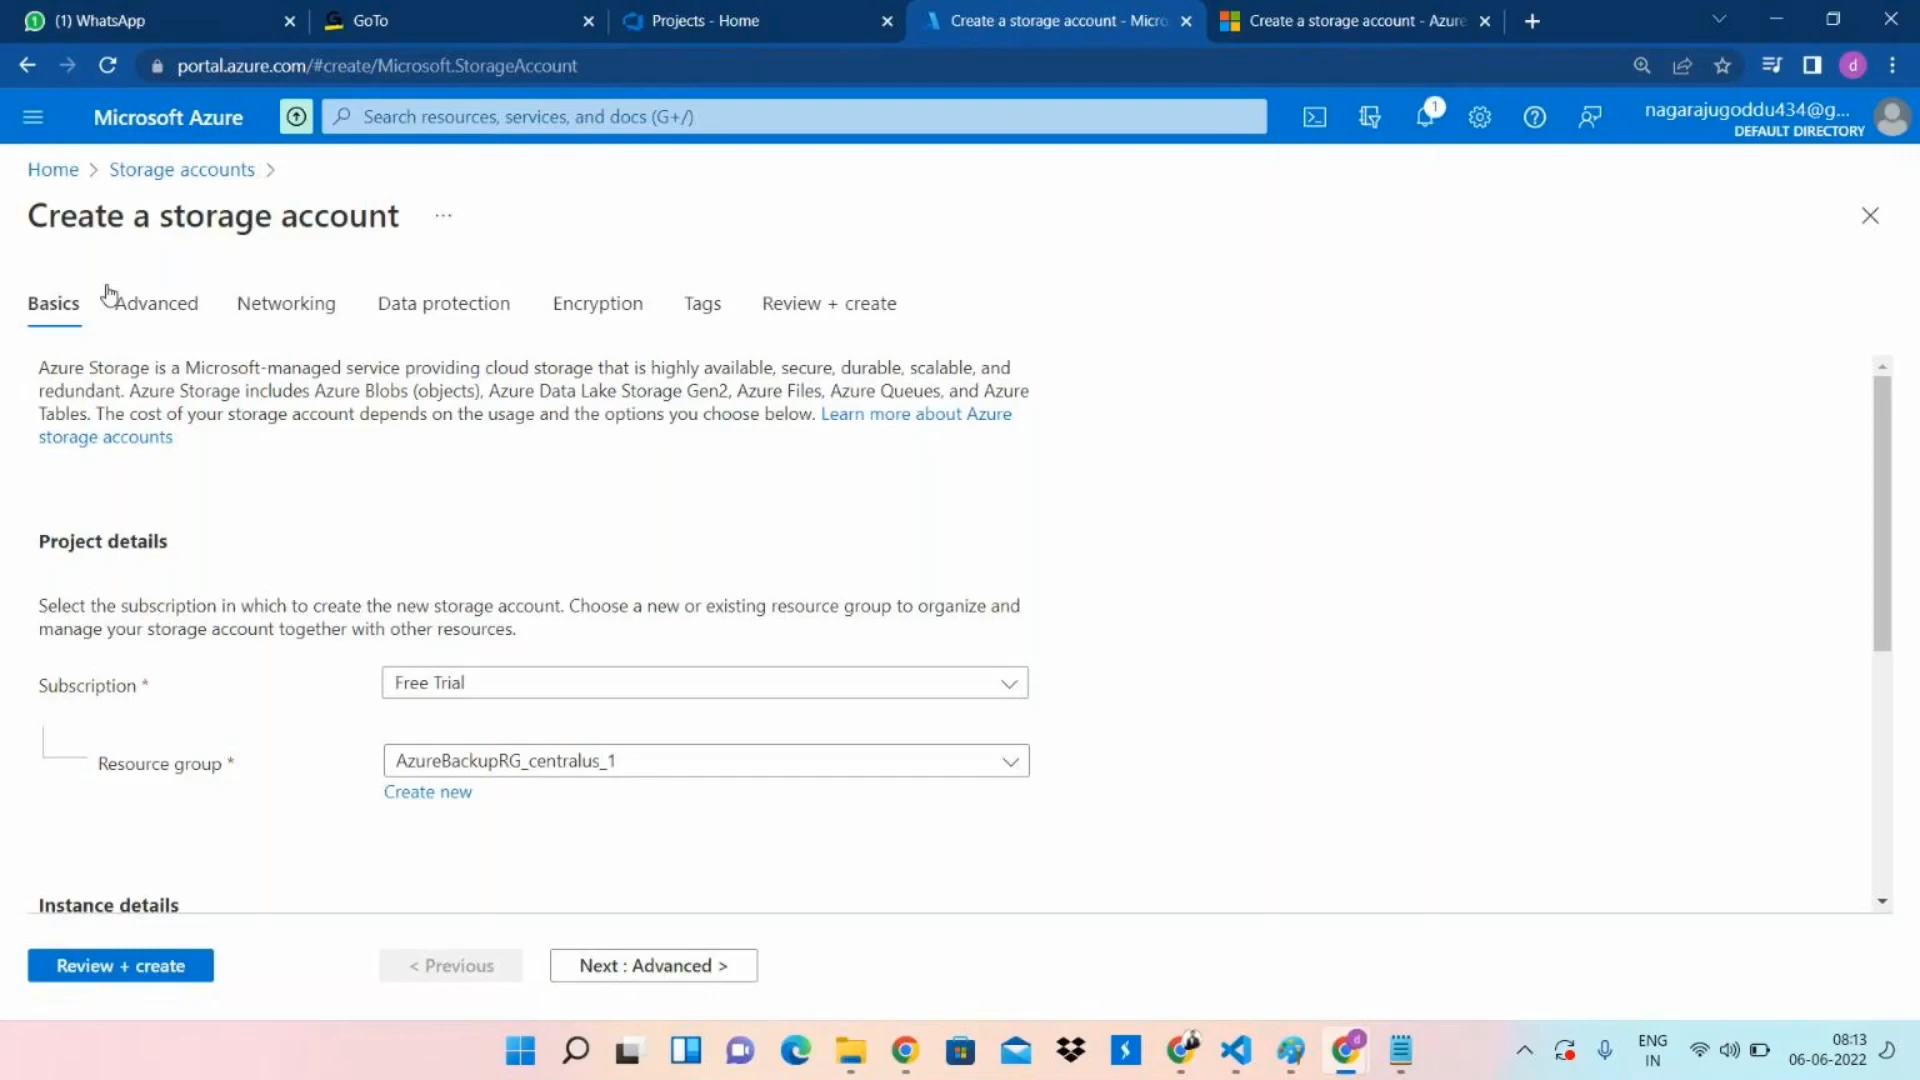 (1) WhatsApp
GoTo
Projects - Home
Create a storage account - Micro
Create a storage account - Azure
portal.azure.com/#create/Microsoft.StorageAccount
d
Microsoft Azure
Search resources, services, and docs (G+/)
1
nagarajugoddu434@g...
DEFAULT DIRECTORY
Home > Storage accounts >
Create a storage account ...
Basics
Advanced
Networking
Data protection
Encryption
Tags
Review + create
Azure Storage is a Microsoft-managed service providing cloud storage that is highly available, secure, durable, scalable, and
redundant. Azure Storage includes Azure Blobs (objects), Azure Data Lake Storage Gen2, Azure Files, Azure Queues, and Azure
Tables. The cost of your storage account depends on the usage and the options you choose below. Learn more about Azure
storage accounts
Project details
Select the subscription in which to create the new storage account. Choose a new or existing resource group to organize and
manage your storage account together with other resources.
Subscription *
Free Trial
Resource group *
AzureBackupRG_centralus_1
Create new
Instance details
Review + create
< Previous
Next : Advanced >
ENG
IN
08:13
06-06-2022